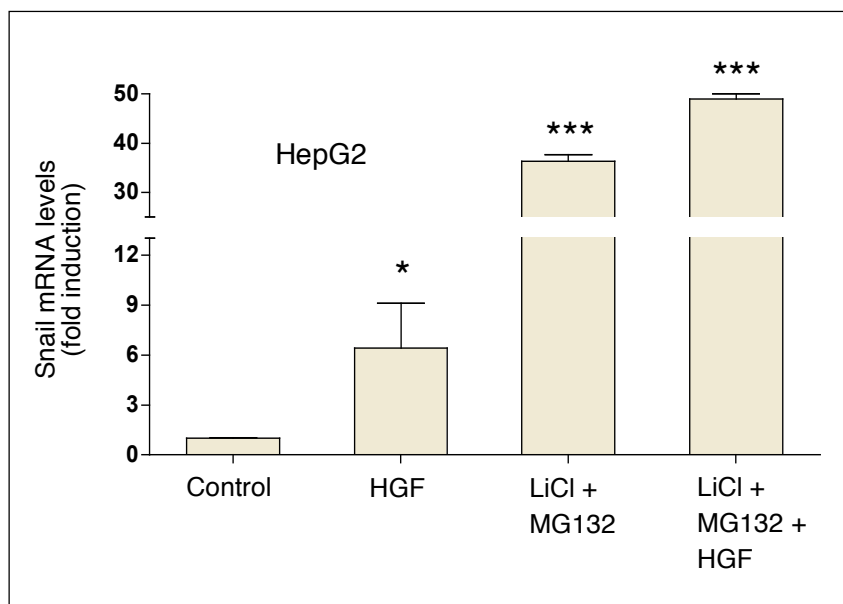 Snail mRNA levels
(fold induction)
50
40
30
12
9
6
3
0
HepG2
*
***
***
Control
HGF
LiCl +
MG132
LiCl +
MG132 +
HGF